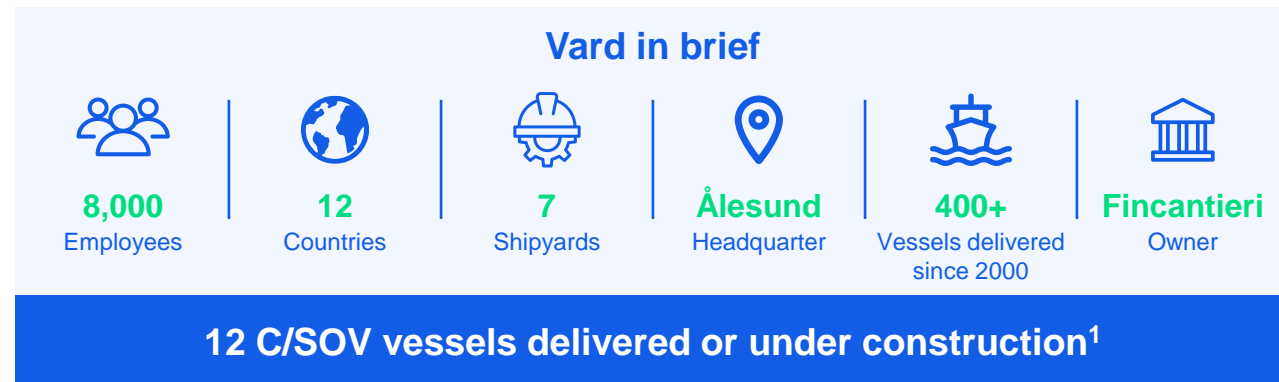 Vard in brief
8,000
Employees
12
Countries
7
Shipyards
Ålesund
Headquarter
400+
Vessels delivered
since 2000
Fincantieri
Owner
12 C/SOV vessels delivered or under construction¹